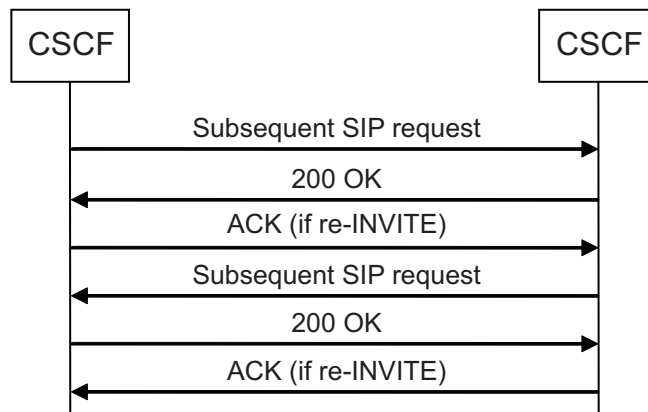 CSCF
CSCF
Subsequent SIP request
200 OK
ACK (if re-INVITE)
Subsequent SIP request
200 OK
ACK (if re-INVITE)